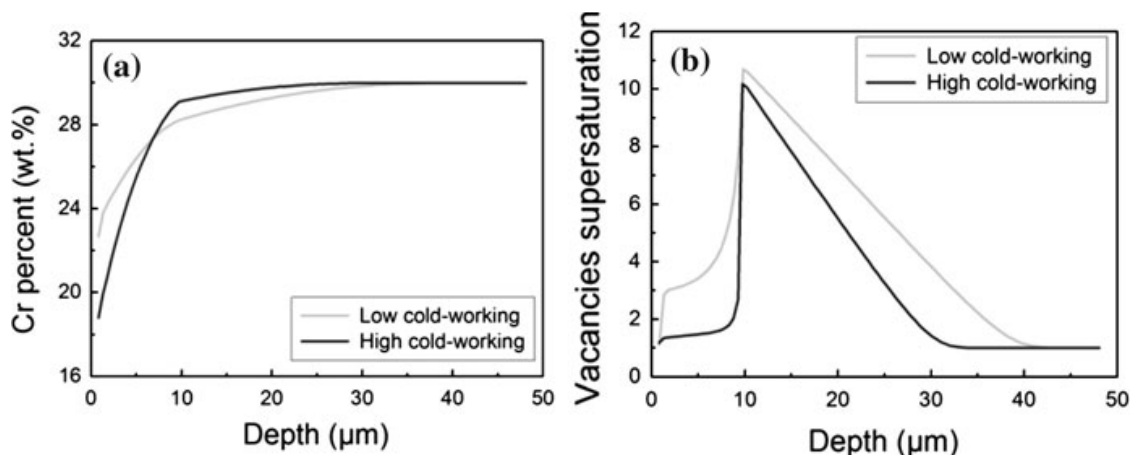 (a)
Cr percent (wt.%)
32
28
24
20
16
Low cold-working
High cold-working
0 10 20 30 40 50
Depth (µm)
(b)
Vacancies supersaturation
12
10
8
6
4
2
0
Low cold-working
High cold-working
0 10 20 30 40 50
Depth (µm)